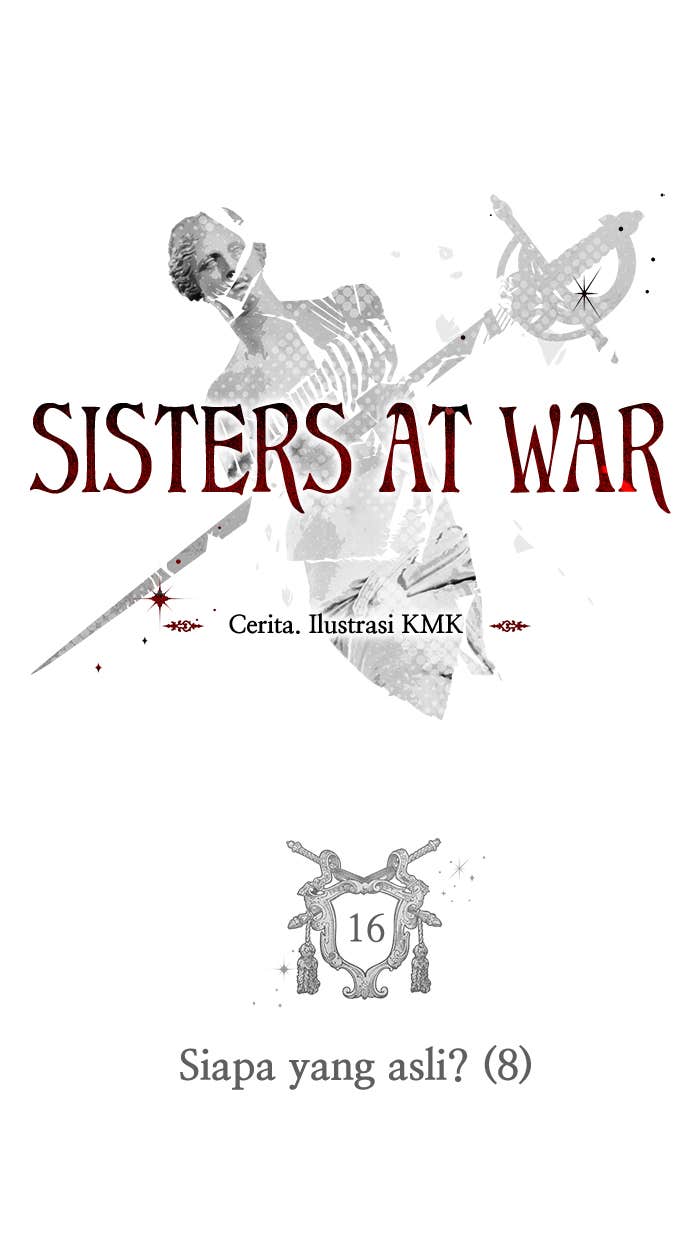 SISTERS AT WAR
Cerita. Ilustrasi KMK
16
Siapa yang asli? (8)